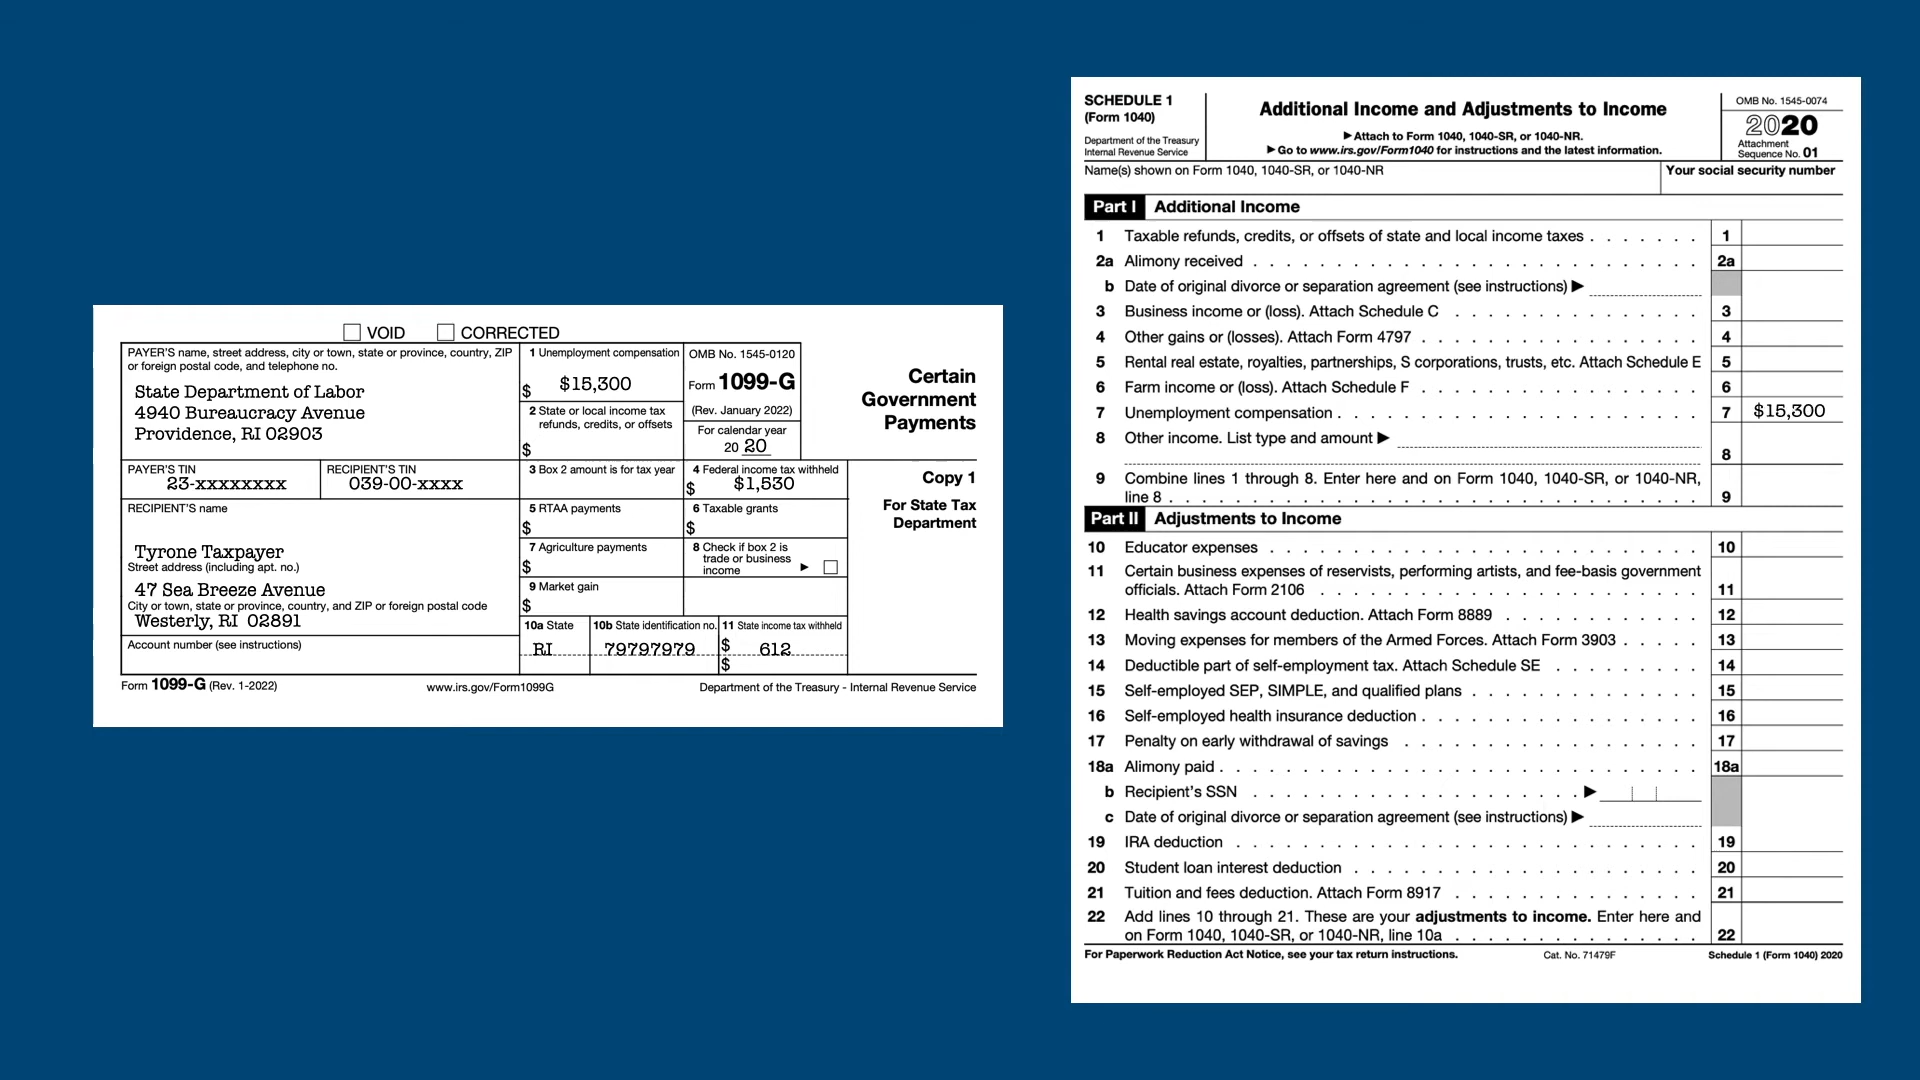 VOID CORRECTED
PAYER'S name, street address, city or town, state or province, country, ZIP
or foreign postal code, and telephone no.
State Department of Labor
4940 Bureaucracy Avenue
Providence, RI 02903
1 Unemployment compensation
$ $15,300
2 State or local income tax
refunds, credits, or offsets
$
OMB No. 1545-0120
Form 1099-G
(Rev. January 2022)
For calendar year
20 20
Certain
Government
Payments
PAYER'S TIN
23-xxxxxxxx
RECIPIENT'S TIN
039-00-xxxx
3 Box 2 amount is for tax year
4 Federal income tax withheld
$ $1,530
Copy 1
For State Tax
Department
RECIPIENT'S name
Tyrone Taxpayer
5 RTAA payments
$
6 Taxable grants
$
7 Agriculture payments
$
8 Check if box 2 is
trade or business
income ▶
Street address (including apt. no.)
47 Sea Breeze Avenue
9 Market gain
$
City or town, state or province, country, and ZIP or foreign postal code
Westerly, RI 02891
10a State
RI
10b State identification no.
79797979
11 State income tax withheld
$ 612
$
Account number (see instructions)
Form 1099-G (Rev. 1-2022)
www.irs.gov/Form1099G
Department of the Treasury - Internal Revenue Service
SCHEDULE 1
(Form 1040)
Department of the Treasury
Internal Revenue Service
Additional Income and Adjustments to Income
▶ Attach to Form 1040, 1040-SR, or 1040-NR.
▶ Go to www.irs.gov/Form1040 for instructions and the latest information.
OMB No. 1545-0074
2020
Attachment
Sequence No. 01
Name(s) shown on Form 1040, 1040-SR, or 1040-NR
Your social security number
Part I Additional Income
1 Taxable refunds, credits, or offsets of state and local income taxes 1
2a Alimony received 2a
b Date of original divorce or separation agreement (see instructions) ▶
3 Business income or (loss). Attach Schedule C 3
4 Other gains or (losses). Attach Form 4797 4
5 Rental real estate, royalties, partnerships, S corporations, trusts, etc. Attach Schedule E 5
6 Farm income or (loss). Attach Schedule F 6
7 Unemployment compensation 7 $15,300
8 Other income. List type and amount ▶
8
9 Combine lines 1 through 8. Enter here and on Form 1040, 1040-SR, or 1040-NR,
line 8 9
Part II Adjustments to Income
10 Educator expenses 10
11 Certain business expenses of reservists, performing artists, and fee-basis government
officials. Attach Form 2106 11
12 Health savings account deduction. Attach Form 8889 12
13 Moving expenses for members of the Armed Forces. Attach Form 3903 13
14 Deductible part of self-employment tax. Attach Schedule SE 14
15 Self-employed SEP, SIMPLE, and qualified plans 15
16 Self-employed health insurance deduction 16
17 Penalty on early withdrawal of savings 17
18a Alimony paid 18a
b Recipient's SSN ▶
c Date of original divorce or separation agreement (see instructions) ▶
19 IRA deduction 19
20 Student loan interest deduction 20
21 Tuition and fees deduction. Attach Form 8917 21
22 Add lines 10 through 21. These are your adjustments to income. Enter here and
on Form 1040, 1040-SR, or 1040-NR, line 10a 22
For Paperwork Reduction Act Notice, see your tax return instructions.
Cat. No. 71479F
Schedule 1 (Form 1040) 2020